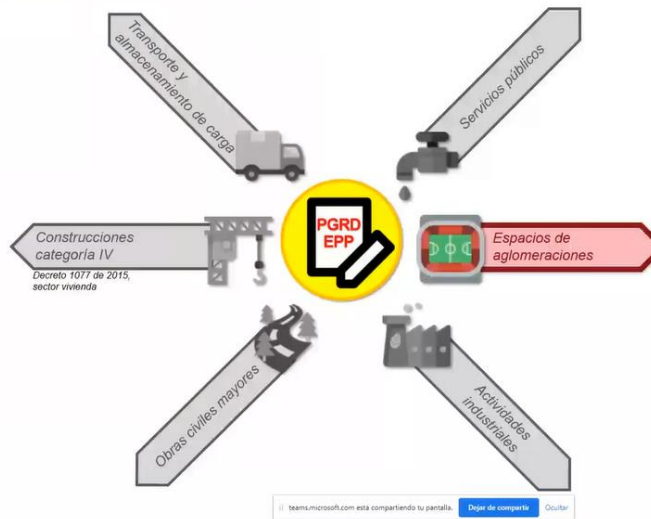 Transporte y
almacenamiento de carga
Servicios públicos
PGRD
EPP
Construcciones
categoría IV
Decreto 1077 de 2015,
sector vivienda
Espacios de
aglomeraciones
Obras civiles mayores
Actividades
industriales
teams.microsoft.com está compartiendo tu pantalla.
Dejar de compartir
Ocultar